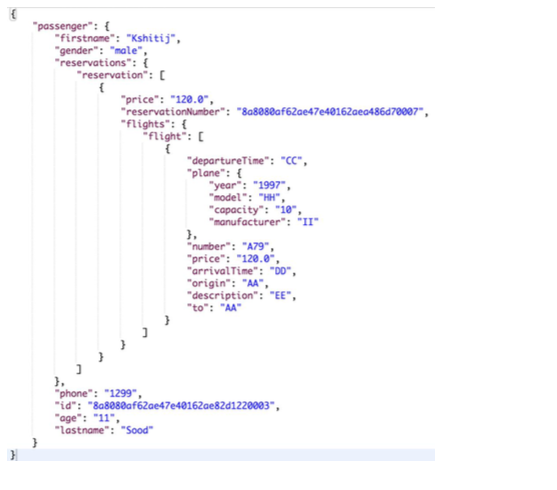 {
    "passenger": {
        "firstname": "Kshitij",
        "gender": "male",
        "reservations": {
            "reservation": [
                {
                    "price": "120.0",
                    "reservationNumber": "8a8080af62ae47e40162aea486d70007",
                    "flights": {
                        "flight": [
                            {
                                "departureTime": "CC",
                                "plane": {
                                    "year": "1997",
                                    "model": "HH",
                                    "capacity": "10",
                                    "manufacturer": "II"
                                },
                                "number": "A79",
                                "price": "120.0",
                                "arrivalTime": "DD",
                                "origin": "AA",
                                "description": "EE",
                                "to": "AA"
                            }
                        ]
                    }
                }
            ]
        },
        "phone": "1299",
        "id": "8a8080af62ae47e40162ae82d1220003",
        "age": "11",
        "lastname": "Sood"
    }
}